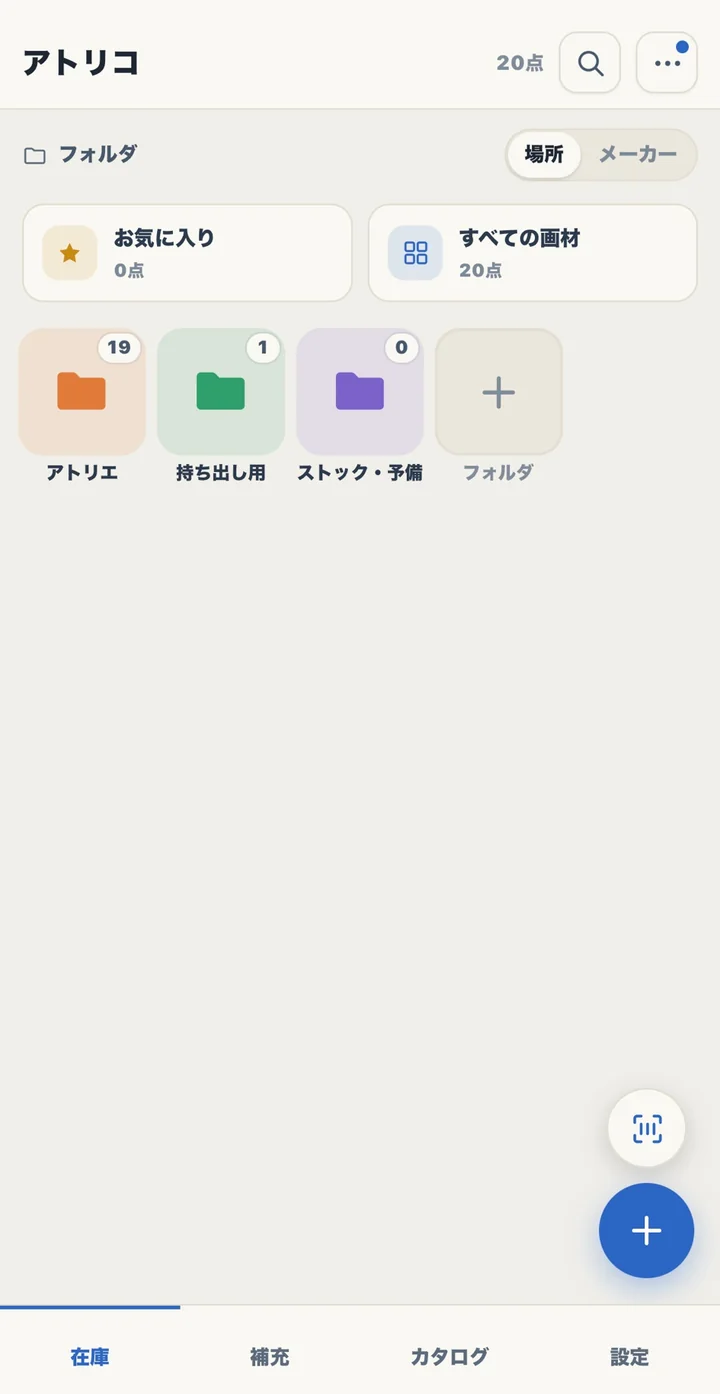 アトリコ
20点
フォルダ
場所
メーカー
お気に入り
0点
すべての画材
20点
19
1
0
アトリエ
持ち出し用
ストック・予備
フォルダ
在庫
補充
カタログ
設定